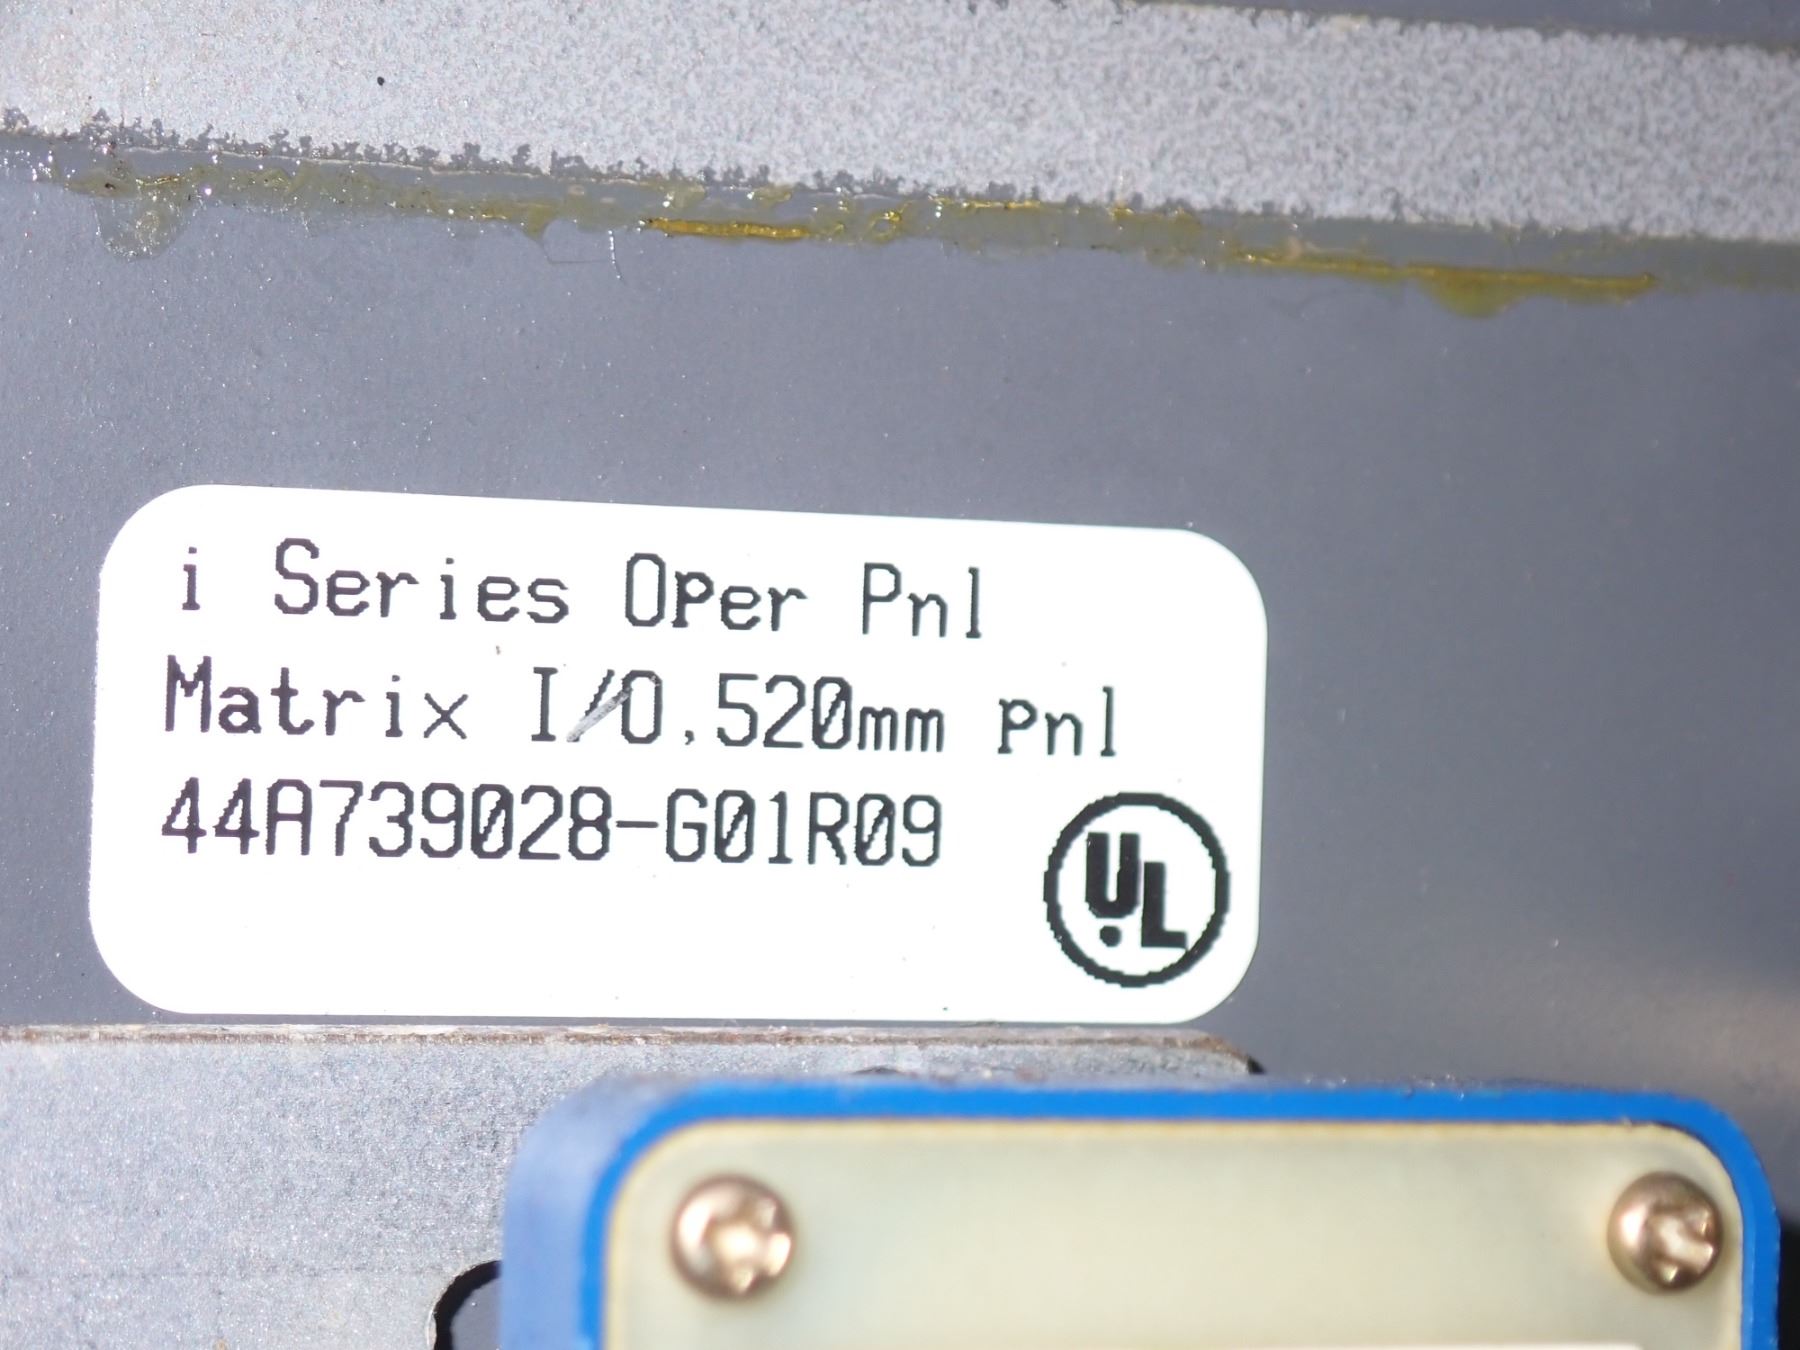 i Series Oper Pnl
Matrix I/O,520mm pnl
44A739028-G01R09
UL